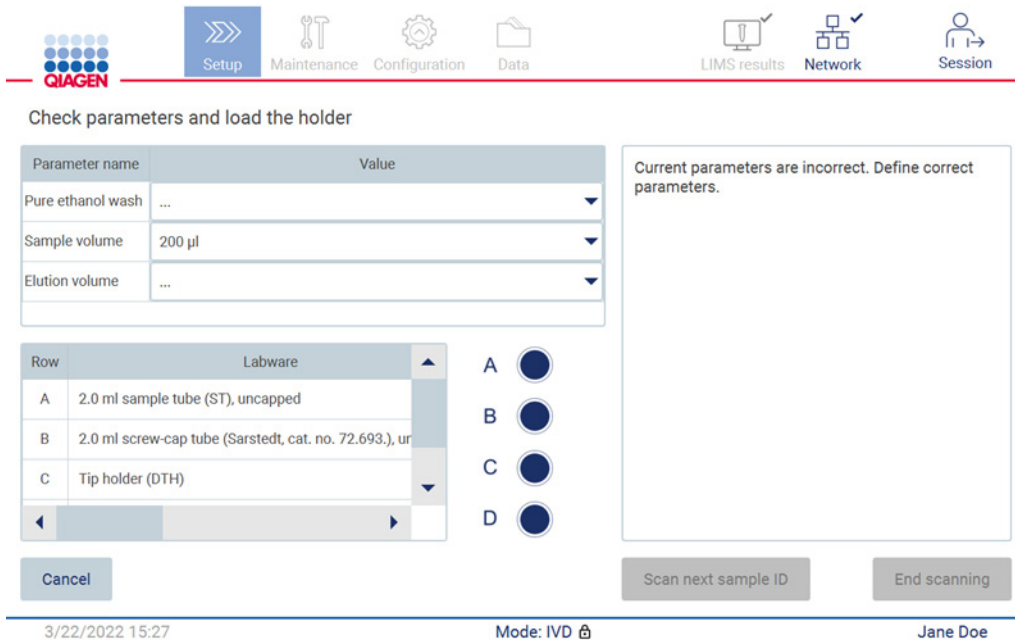 QIAGEN
Setup
Maintenance
Configuration
Data
LIMS results
Network
Session
Check parameters and load the holder
Parameter name Value
Pure ethanol wash ...
Sample volume 200 µl
Elution volume ...
Current parameters are incorrect. Define correct
parameters.
Row Labware
A 2.0 ml sample tube (ST), uncapped
B 2.0 ml screw-cap tube (Sarstedt, cat. no. 72.693.), ur
C Tip holder (DTH)
A
B
C
D
Cancel
Scan next sample ID
End scanning
3/22/2022 15:27
Mode: IVD
Jane Doe